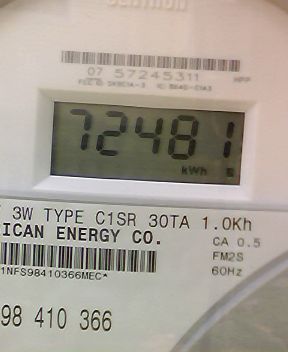 07 57245311
72481
kWh
3W TYPE C1SR 30TA 1.0Kh
ICAN ENERGY CO.
CA 0.5
FM2S
60Hz
1NFS98410366MEC*
98 410 366